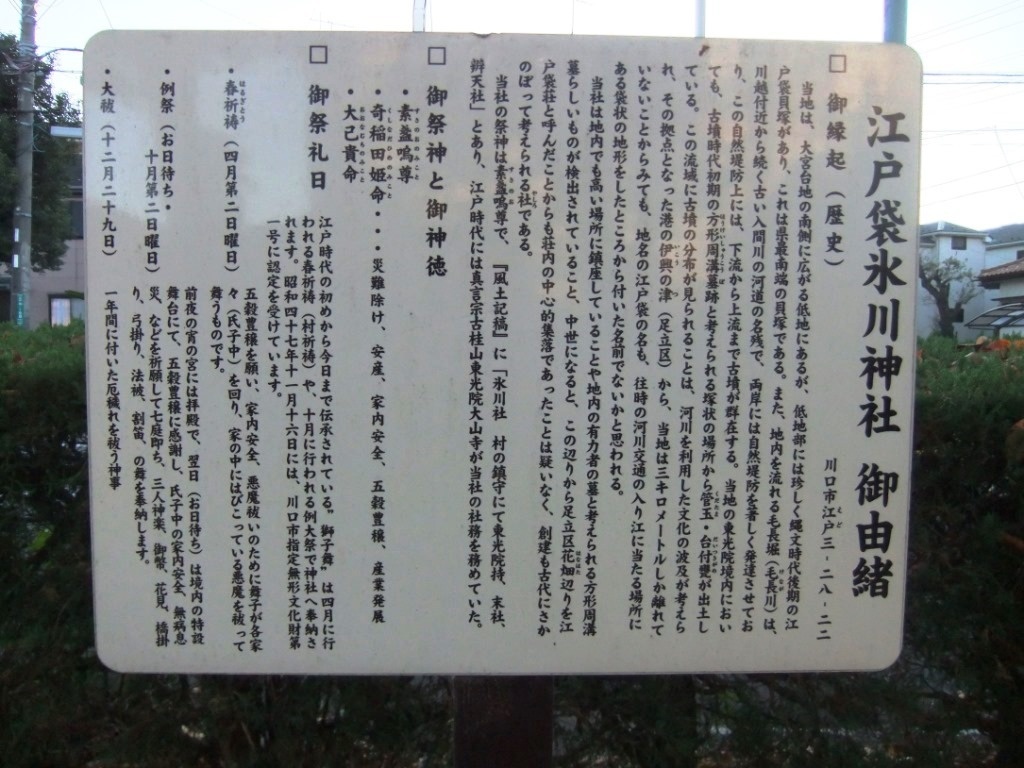 江戸袋氷川神社 御由緒
川口市江戸三-二八-二二
□ 御縁起（歴史）
当地は、大宮台地の南側に広がる低地にあるが、低地部には珍しく縄文時代後期の江
戸袋貝塚があり、これは県最南端の貝塚である。また、地内を流れる毛長堀（毛長川）は、
川越付近から続く古い入間川の河道の名残で、両岸には自然堤防を著しく発達させてお
り、この自然堤防上には、下流から上流まで古墳が群在する。当地の東光院境内におい
ても、古墳時代初期の方形周溝墓跡と考えられる塚状の場所から管玉・台付甕が出土し
ている。この流域に古墳の分布が見られることは、河川を利用した文化の波及が考えら
れ、その拠点となった港の伊興の津（足立区）から、当地は三キロメートルしか離れて
いないことからみても、地名の江戸袋の名も、往時の河川交通の入り江に当たる場所に
ある袋状の地形をしたところから付いた名前でないかと思われる。
当社は地内でも高い場所に鎮座していることや地内の有力者の墓と考えられる方形周溝
墓らしいものが検出されていること、中世になると、この辺りから足立区花畑辺りを江
戸袋荘と呼んだことからも荘内の中心的集落であったことは疑いなく、創建も古代にさか
のぼって考えられる社である。
当社の祭神は素盞嗚尊で、『風土記稿』に「氷川社 村の鎮守にて東光院持、末社、
辨天社」とあり、江戸時代には真言宗古桂山東光院大山寺が当社の社務を務めていた。
□ 御祭神と御神徳
・素盞嗚尊
・奇稲田姫命・・・災難除け、安産、家内安全、五穀豊穣、産業発展
・大己貴命
□ 御祭礼日
江戸時代の初めから今日まで伝承されている“獅子舞”は四月に行
われる春祈祷（村祈祷）や、十月に行われる例大祭で神社へ奉納さ
れます。昭和四十七年十一月十六日には、川口市指定無形文化財第
一号に認定を受けています。
・春祈祷（四月第二日曜日）
五穀豊穣を願い、家内安全、悪魔祓いのために舞子が各家
々（氏子中）を回り、家の中にはびこっている悪魔を祓って
舞うものです。
・例祭（お日待ち）・
十月第二日曜日）
前夜の宵の宮には拝殿で、翌日（お日待ち）は境内の特設
舞台にて、五穀豊穣に感謝し、氏子中の家内安全、無病息
災、などを祈願して七庭即ち、三人神楽、御幣、花見、橋掛
り、弓掛り、法被、割笛、の舞を奉納します。
・大祓（十二月二十九日）
一年間に付いた厄穢れを祓う神事